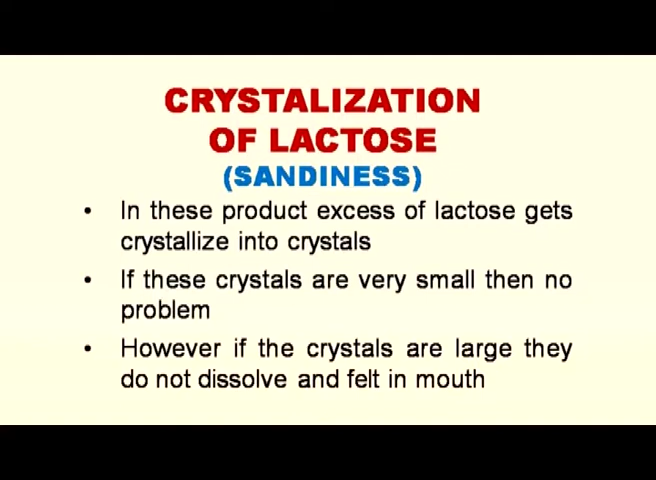 CRYSTALIZATION
OF LACTOSE
(SANDINESS)
• In these product excess of lactose gets
crystallize into crystals
• If these crystals are very small then no
problem
• However if the crystals are large they
do not dissolve and felt in mouth